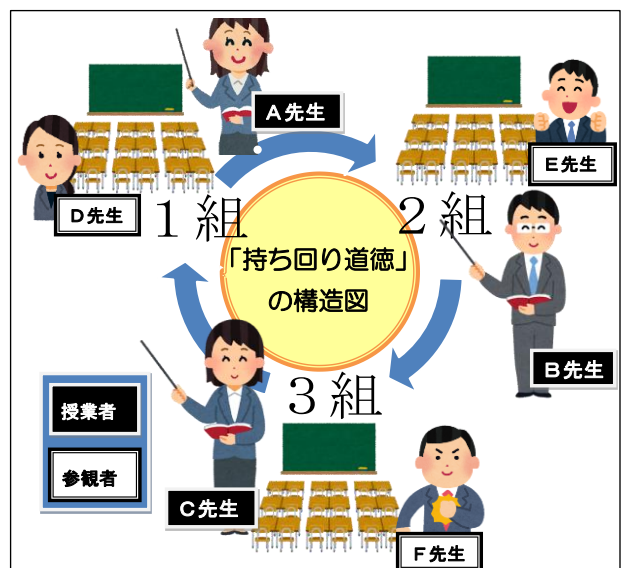 A先生
E先生
D先生
1組
2組
「持ち回り道徳」
の構造図
B先生
3組
授業者
参観者
C先生
F先生